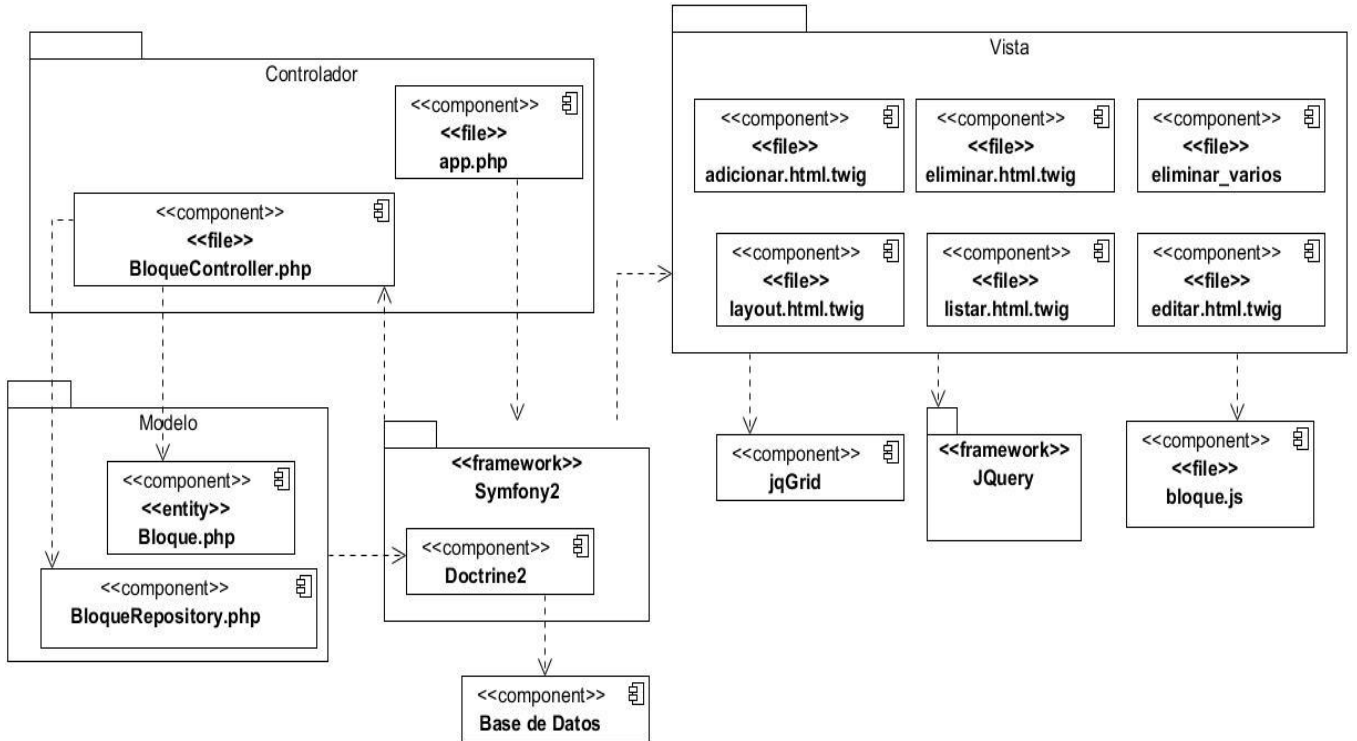 Controlador
<<component>>
<<file>>
app.php
<<component>>
<<file>>
BloqueController.php
Vista
<<component>>
<<file>>
adicionar.html.twig
<<component>>
<<file>>
eliminar.html.twig
<<component>>
<<file>>
eliminar_varios
<<component>>
<<file>>
layout.html.twig
<<component>>
<<file>>
listar.html.twig
<<component>>
<<file>>
editar.html.twig
Modelo
<<component>>
<<entity>>
Bloque.php
<<component>>
BloqueRepository.php
<<framework>>
Symfony2
<<component>>
Doctrine2
<<component>>
Base de Datos
<<component>>
jqGrid
<<framework>>
JQuery
<<component>>
<<file>>
bloque.js